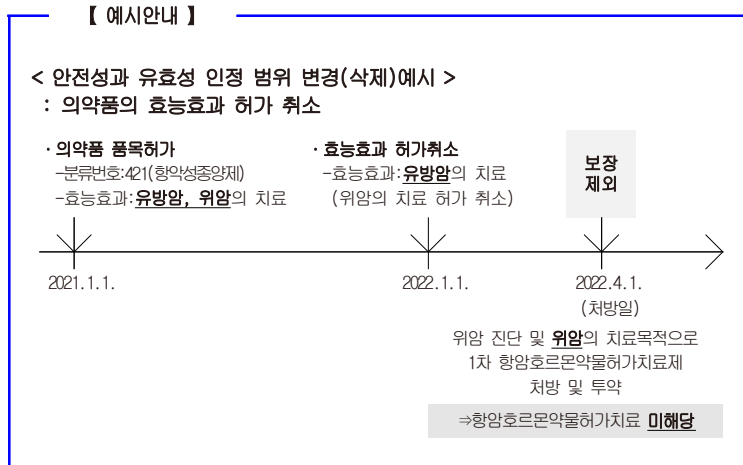 【 예시안내 】
< 안전성과 유효성 인정 범위 변경(삭제)예시 >
: 의약품의 효능효과 허가 취소
· 의약품 품목허가
-분류번호:421(항악성종양제)
-효능효과:유방암, 위암의 치료
· 효능효과 허가취소
-효능효과:유방암의 치료
(위암의 치료 허가 취소)
보장
제외
2021.1.1.
2022.1.1.
2022.4.1.
(처방일)
위암 진단 및 위암의 치료목적으로
1차 항암호르몬약물허가치료제
처방 및 투약
⇒항암호르몬약물허가치료 미해당